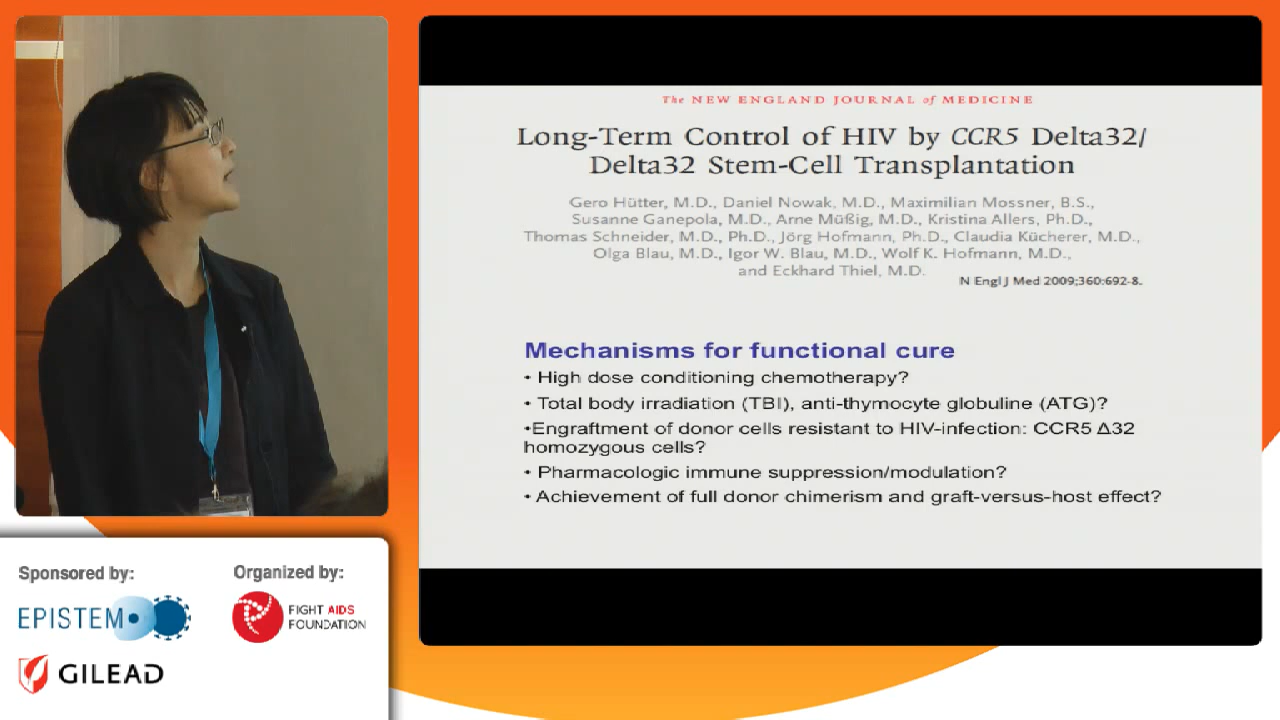 The NEW ENGLAND JOURNAL of MEDICINE
Long-Term Control of HIV by CCR5 Delta32/
Delta32 Stem-Cell Transplantation
Gero Hütter, M.D., Daniel Nowak, M.D., Maximilian Mossner, B.S.,
Susanne Ganepola, M.D., Arne Müßig, M.D., Kristina Allers, Ph.D.,
Thomas Schneider, M.D., Ph.D., Jörg Hofmann, Ph.D., Claudia Kücherer, M.D.,
Olga Blau, M.D., Igor W. Blau, M.D., Wolf K. Hofmann, M.D.,
and Eckhard Thiel, M.D.
N Engl J Med 2009;360:692-8.
Mechanisms for functional cure
• High dose conditioning chemotherapy?
• Total body irradiation (TBI), anti-thymocyte globuline (ATG)?
•Engraftment of donor cells resistant to HIV-infection: CCR5 Δ32
homozygous cells?
• Pharmacologic immune suppression/modulation?
• Achievement of full donor chimerism and graft-versus-host effect?
Sponsored by:
EPISTEM
GILEAD
Organized by:
FIGHT AIDS
FOUNDATION